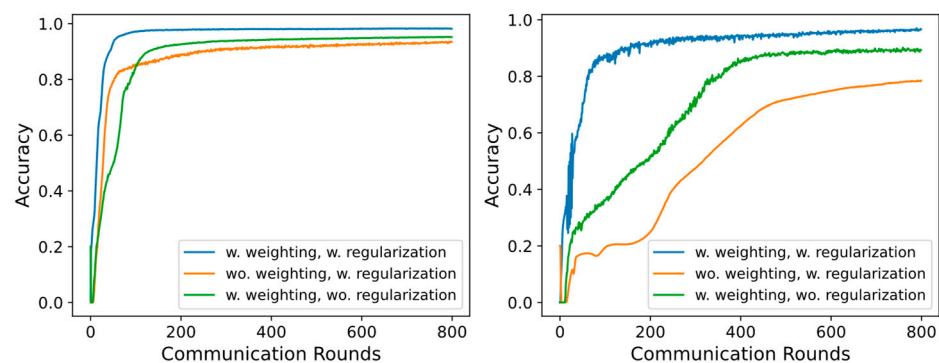 1.0
0.8
0.6
0.4
0.2
0.0
Accuracy
0 200 400 600 800
Communication Rounds
w. weighting, w. regularization
wo. weighting, w. regularization
w. weighting, wo. regularization
1.0
0.8
0.6
0.4
0.2
0.0
Accuracy
0 200 400 600 800
Communication Rounds
w. weighting, w. regularization
wo. weighting, w. regularization
w. weighting, wo. regularization